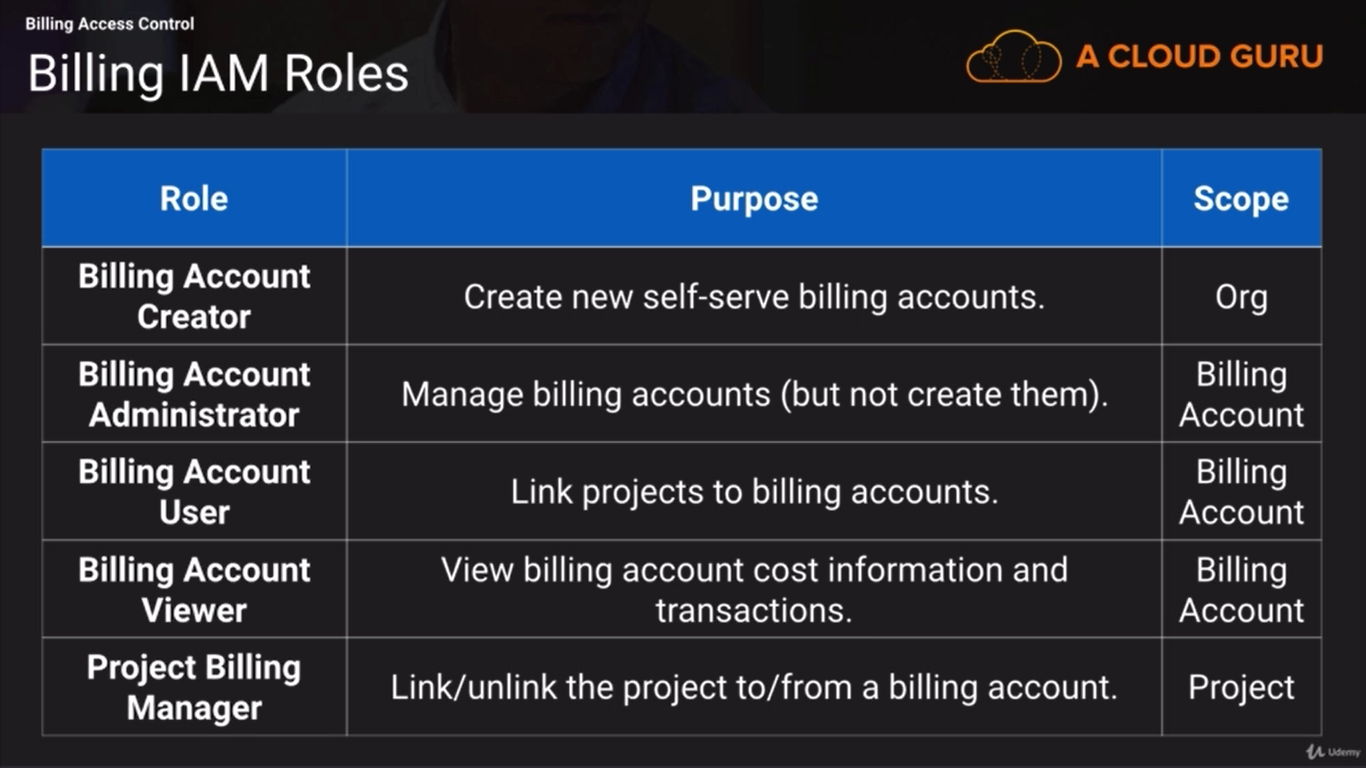 Billing Access Control
Billing IAM Roles
A CLOUD GURU
Role
Purpose
Scope
Billing Account
Creator
Create new self-serve billing accounts.
Org
Billing Account
Administrator
Manage billing accounts (but not create them).
Billing
Account
Billing Account
User
Link projects to billing accounts.
Billing
Account
Billing Account
Viewer
View billing account cost information and
transactions.
Billing
Account
Project Billing
Manager
Link/unlink the project to/from a billing account.
Project
Udemy